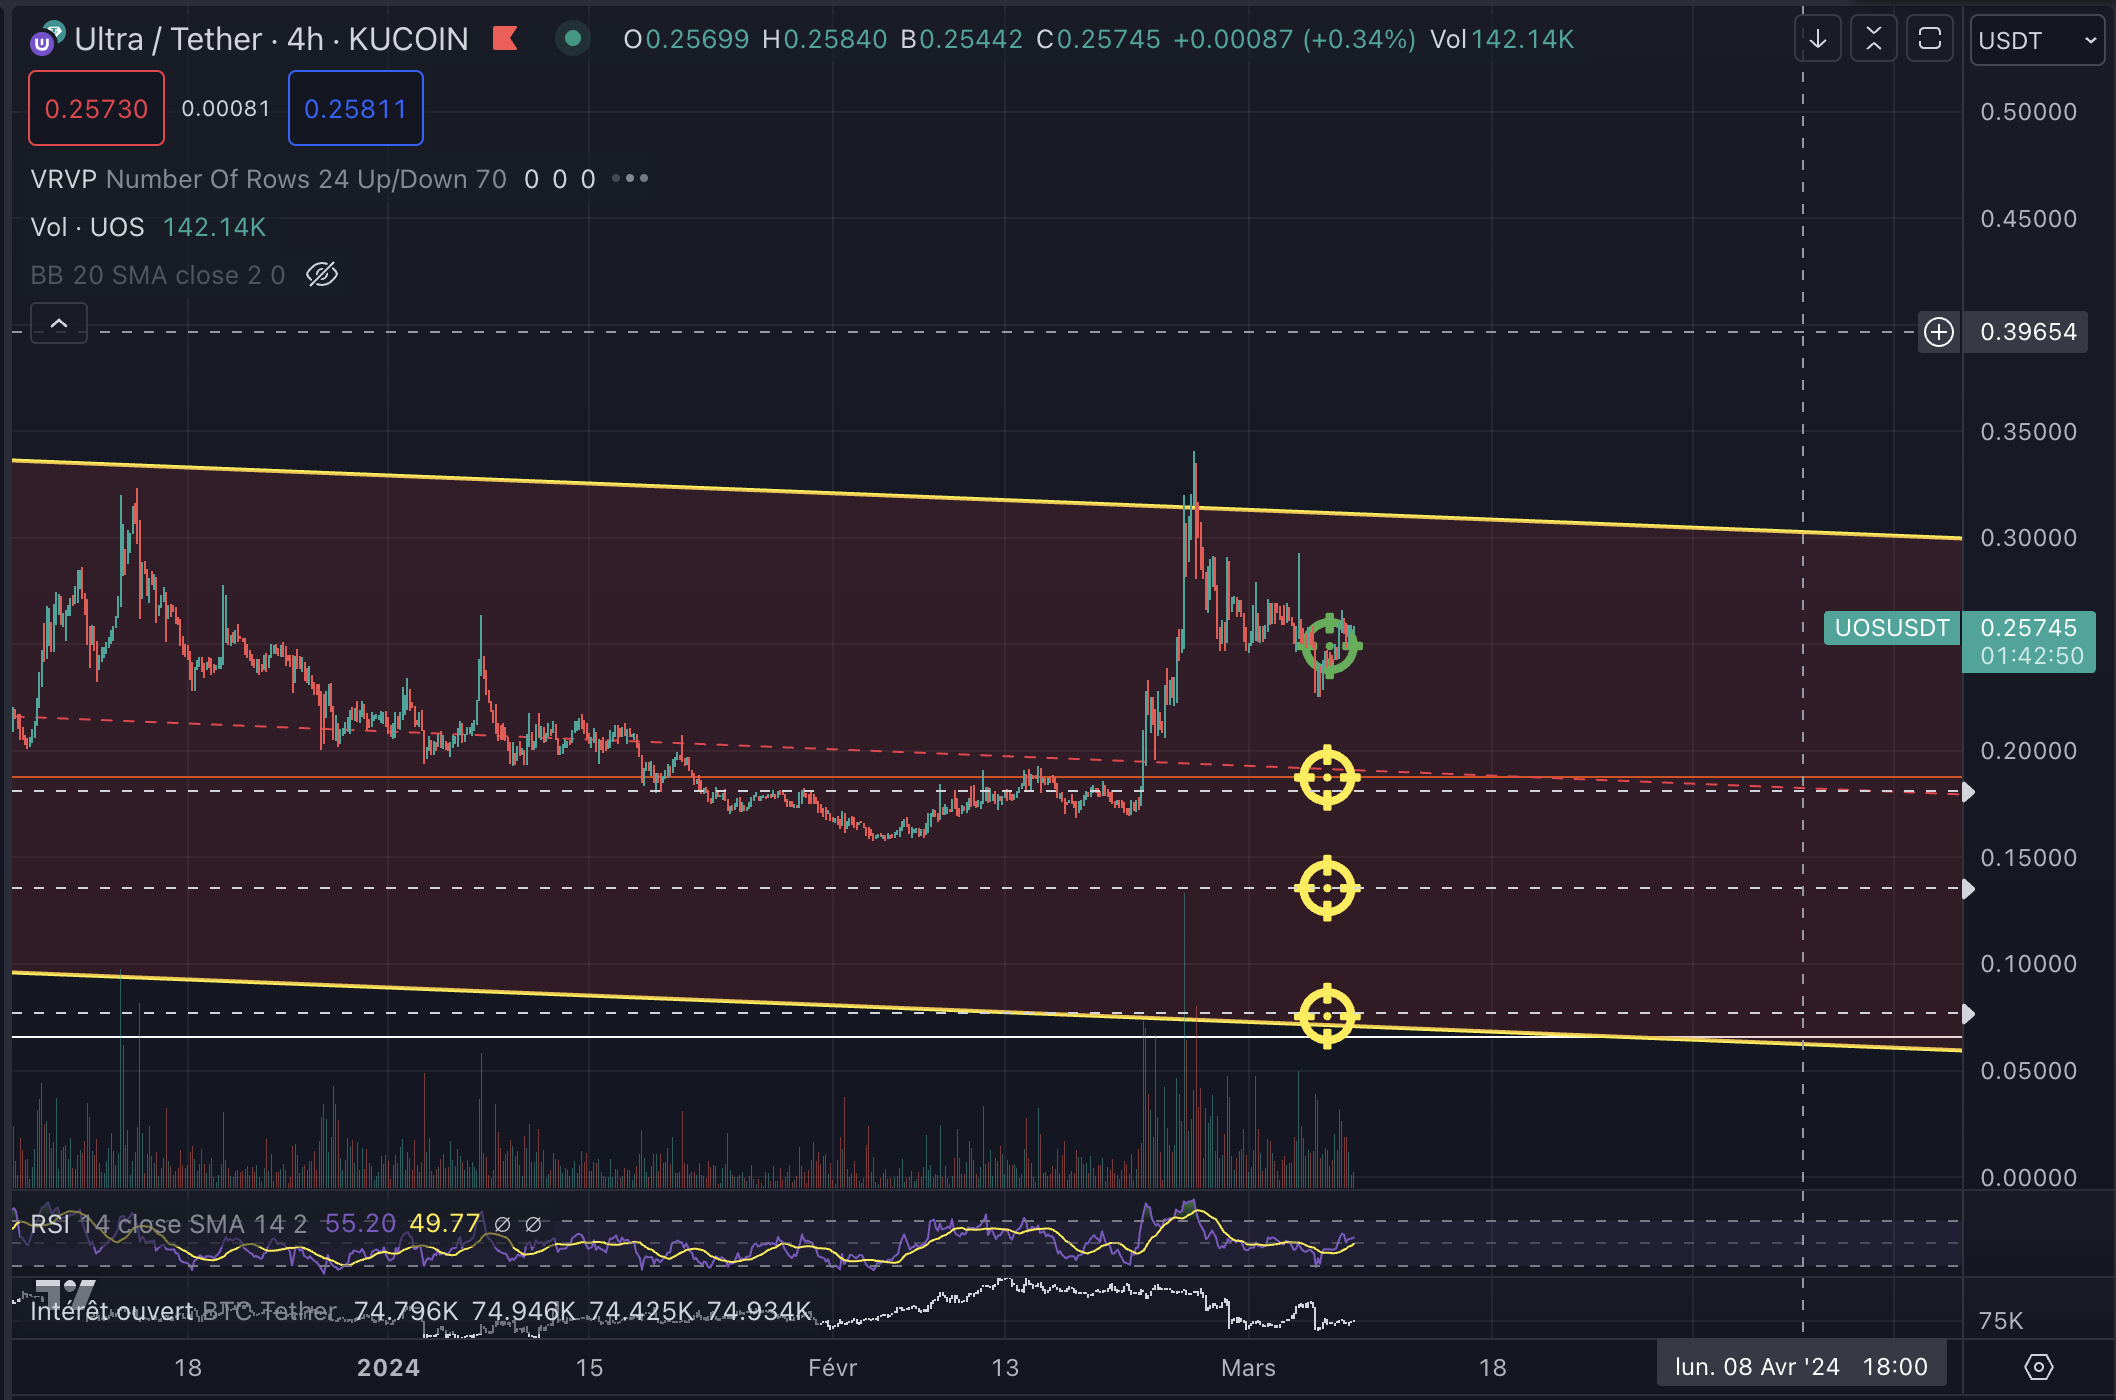 Ultra / Tether · 4h · KUCOIN O0.25699 H0.25840 B0.25442 C0.25745 +0.00087 (+0.34%) Vol142.14K USDT
0.25730 0.00081 0.25811
VRVP Number Of Rows 24 Up/Down 70 0 0 0
Vol · UOS 142.14K
BB 20 SMA close 2 0
0.50000
0.45000
0.39654
0.35000
0.30000
UOSUSDT 0.25745
01:42:50
0.20000
0.15000
0.10000
0.05000
0.00000
RSI 14 close SMA 14 2 55.20 49.77 ∅ ∅
Intérêt ouvert BTC Tether 74.796K 74.946K 74.425K 74.934K
75K
18 2024 15 Févr 13 Mars 18 lun. 08 Avr '24 18:00